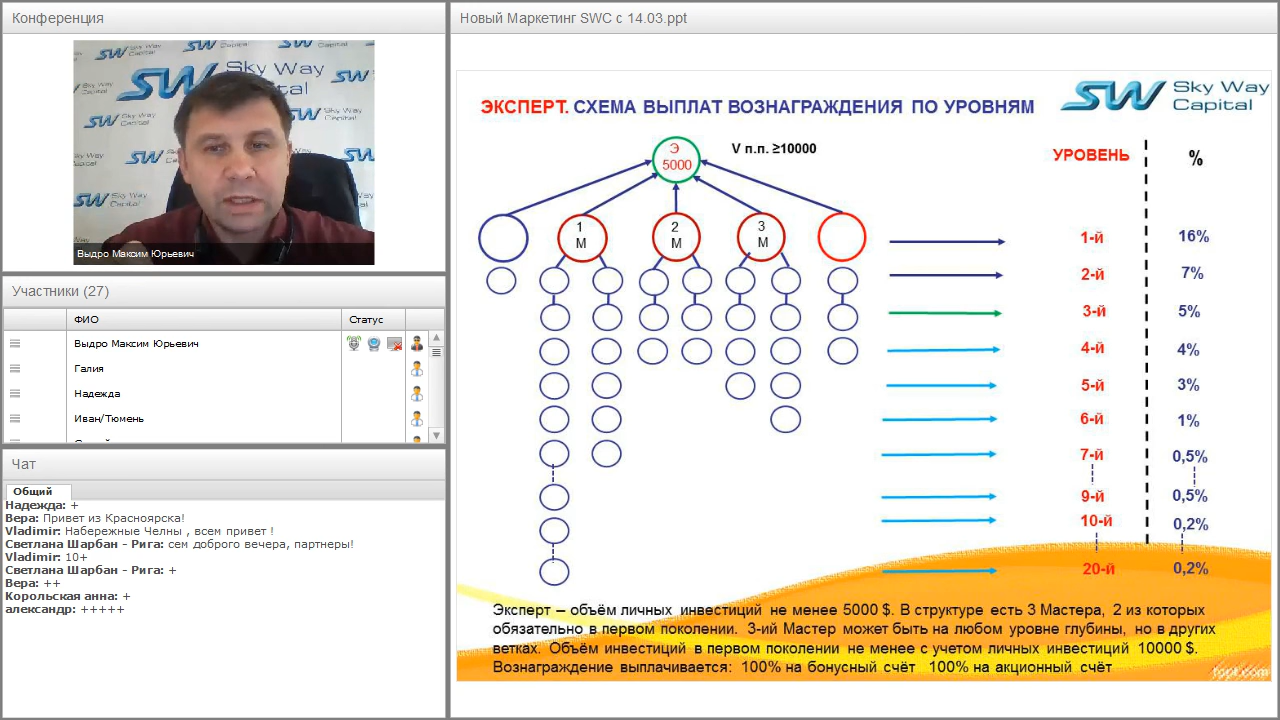 Конференция
SW Sky Way
Capital
Выдро Максим Юрьевич
Участники (27)
ФИО
Статус
Выдро Максим Юрьевич
Галия
Надежда
Иван/Тюмень
Чат
Общий
Надежда: +
Вера: Привет из Красноярска!
Vladimir: Набережные Челны , всем привет !
Светлана Шарбан - Рига: сем доброго вечера, партнеры!
Vladimir: 10+
Светлана Шарбан - Рига: +
Вера: ++
Корольская анна: +
александр: +++++
Новый Маркетинг SWC с 14.03.ppt
ЭКСПЕРТ. СХЕМА ВЫПЛАТ ВОЗНАГРАЖДЕНИЯ ПО УРОВНЯМ
SW Sky Way
Capital
Э
5000
V п.п. ≥10000
УРОВЕНЬ %
1
М
2
М
3
М
1-й 16%
2-й 7%
3-й 5%
4-й 4%
5-й 3%
6-й 1%
7-й 0,5%
9-й 0,5%
10-й 0,2%
20-й 0,2%
Эксперт – объём личных инвестиций не менее 5000 $. В структуре есть 3 Мастера, 2 из которых
обязательно в первом поколении. 3-ий Мастер может быть на любом уровне глубины, но в других
ветках. Объём инвестиций в первом поколении не менее с учетом личных инвестиций 10000 $.
Вознаграждение выплачивается: 100% на бонусный счёт 100% на акционный счёт
fppt.com